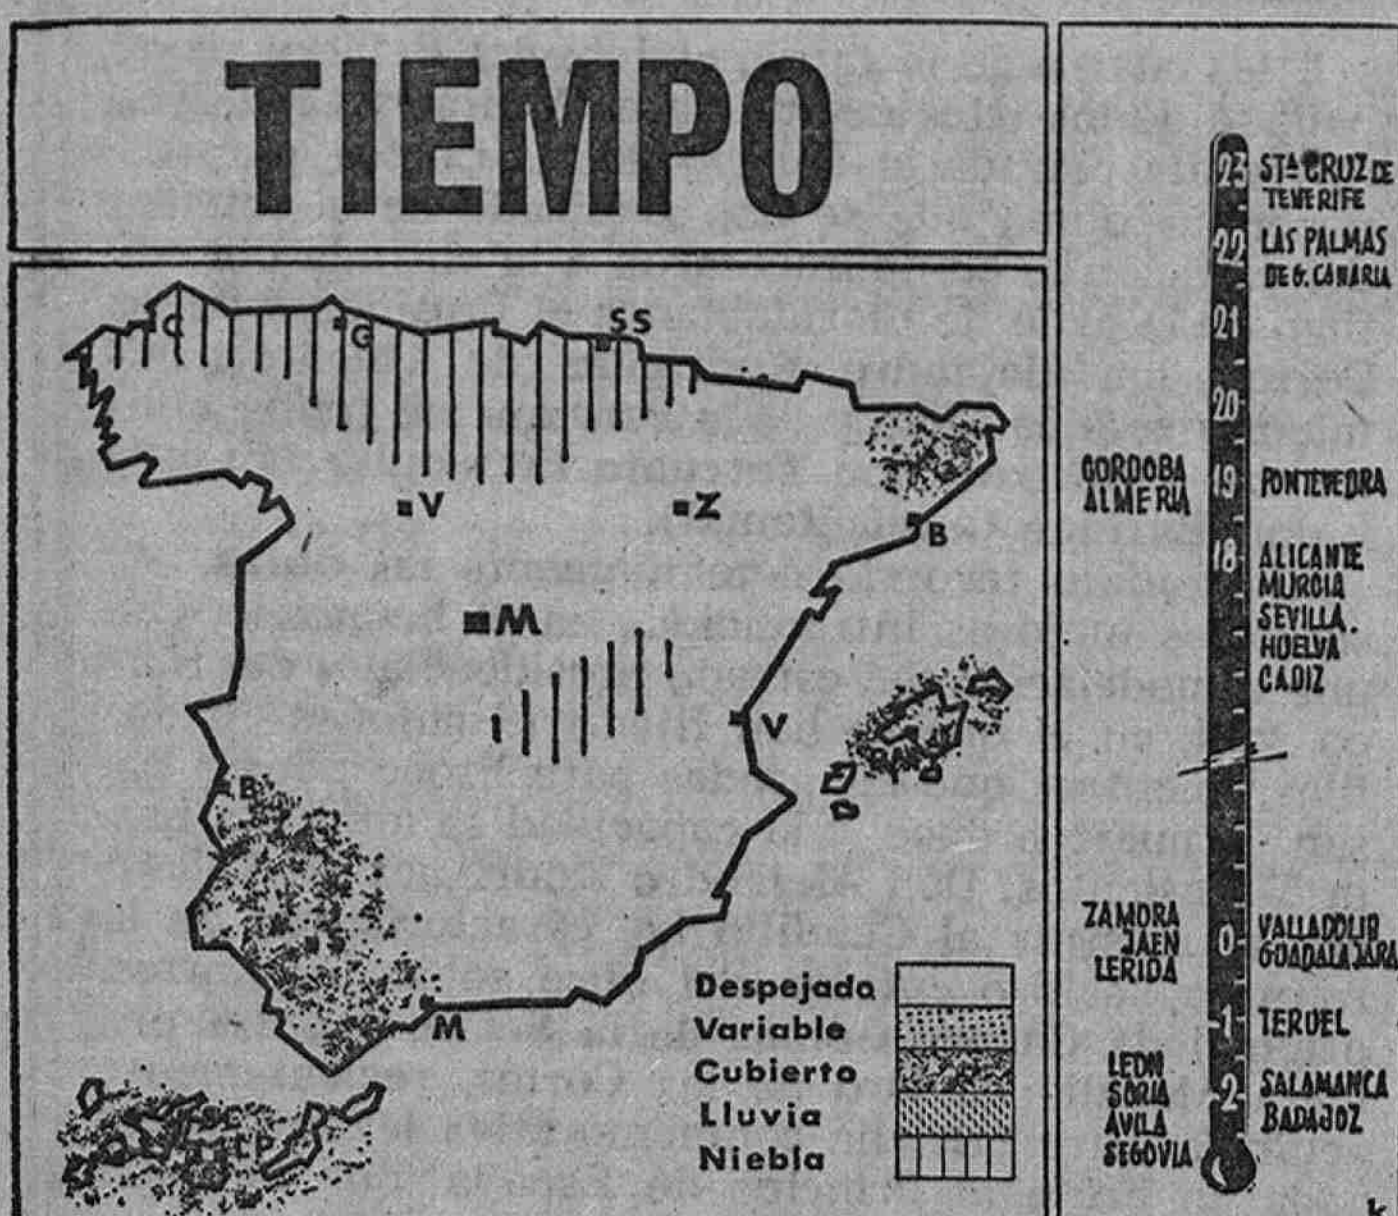 TIEMPO
C
G
SS
V
Z
B
M
V
B
S
M
SC
LP
Despejado
Variable
Cubierto
Lluvia
Niebla
23 STA CRUZ DE
TENERIFE
22 LAS PALMAS
DE G. CANARIA
21
20
CORDOBA
ALMERIA
19 PONTEVEDRA
18 ALICANTE
MURCIA
SEVILLA.
HUELVA
CADIZ
ZAMORA
JAEN
LERIDA
0 VALLADOLID
GUADALAJARA
-1 TERUEL
LEON
SORIA
AVILA
SEGOVIA
-2 SALAMANCA
BADAJOZ
k